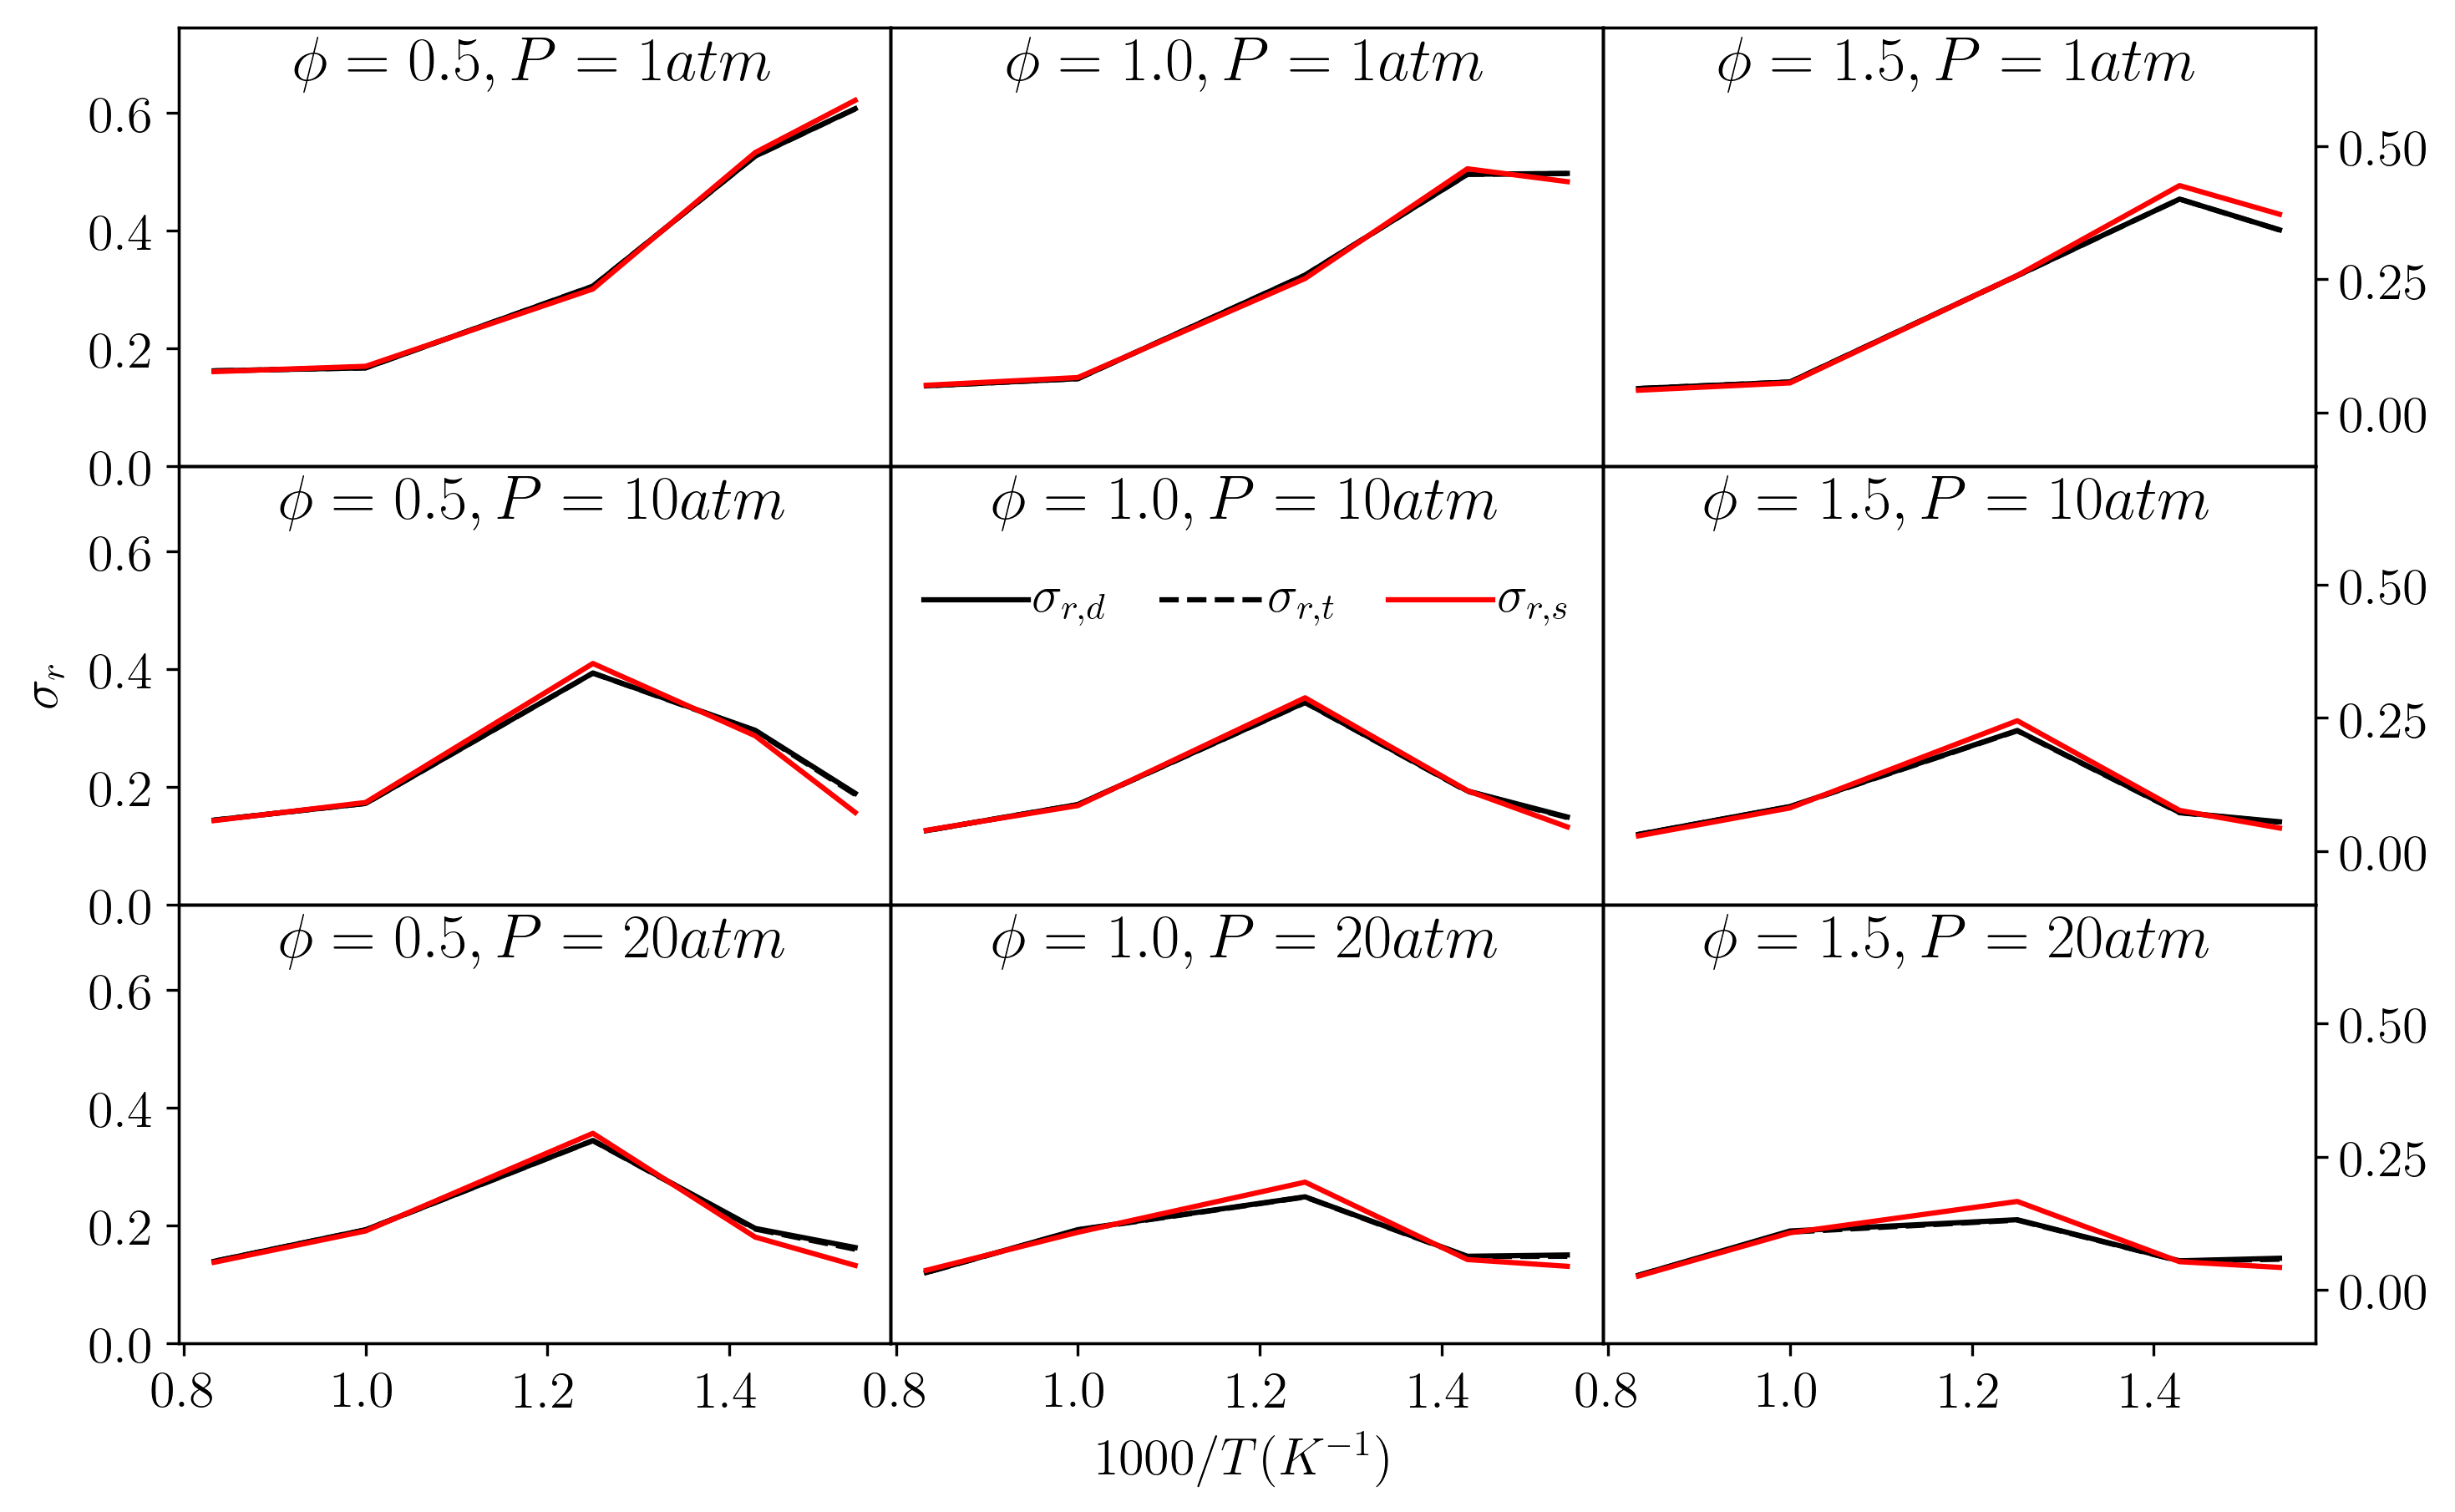 ϕ = 0.5, P = 1atm
ϕ = 1.0, P = 1atm
ϕ = 1.5, P = 1atm
0.6
0.4
0.2
0.0
0.50
0.25
0.00
ϕ = 0.5, P = 10atm
ϕ = 1.0, P = 10atm
ϕ = 1.5, P = 10atm
σ_{r,d}
σ_{r,t}
σ_{r,s}
0.6
0.4
0.2
0.0
0.50
0.25
0.00
σ_r
ϕ = 0.5, P = 20atm
ϕ = 1.0, P = 20atm
ϕ = 1.5, P = 20atm
0.6
0.4
0.2
0.0
0.50
0.25
0.00
0.8 1.0 1.2 1.4
0.8 1.0 1.2 1.4
0.8 1.0 1.2 1.4
1000/T(K⁻¹)